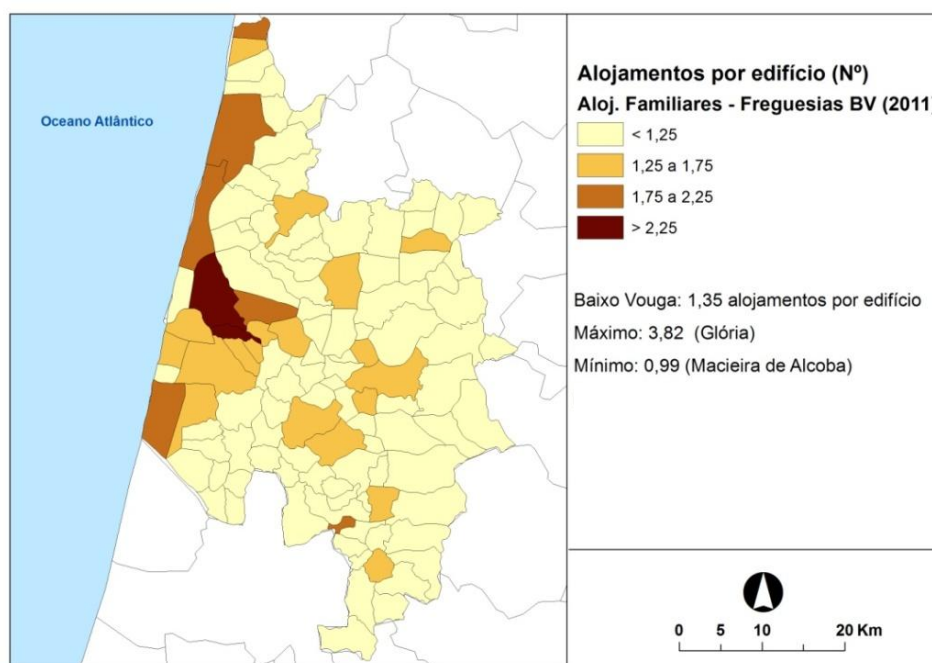 Oceano Atlântico
Alojamentos por edifício (Nº)
Aloj. Familiares - Freguesias BV (2011)
< 1,25
1,25 a 1,75
1,75 a 2,25
> 2,25
Baixo Vouga: 1,35 alojamentos por edifício
Máximo: 3,82 (Glória)
Mínimo: 0,99 (Macieira de Alcoba)
0 5 10 20 Km